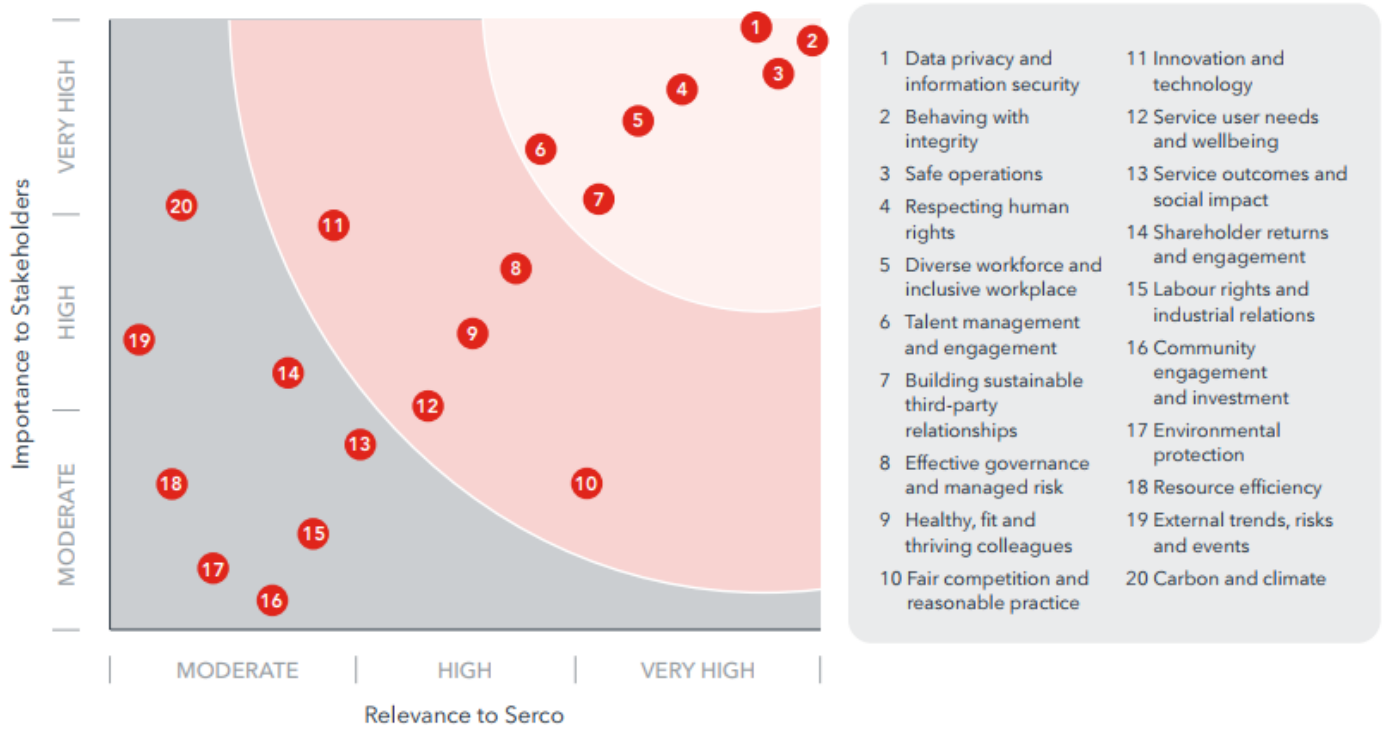 Importance to Stakeholders
VERY HIGH
HIGH
MODERATE
1
2
3
4
5
6
7
20
11
8
9
19
14
12
13
18
10
15
17
16
MODERATE
HIGH
VERY HIGH
Relevance to Serco
1 Data privacy and
information security
2 Behaving with
integrity
3 Safe operations
4 Respecting human
rights
5 Diverse workforce and
inclusive workplace
6 Talent management
and engagement
7 Building sustainable
third-party
relationships
8 Effective governance
and managed risk
9 Healthy, fit and
thriving colleagues
10 Fair competition and
reasonable practice
11 Innovation and
technology
12 Service user needs
and wellbeing
13 Service outcomes and
social impact
14 Shareholder returns
and engagement
15 Labour rights and
industrial relations
16 Community
engagement
and investment
17 Environmental
protection
18 Resource efficiency
19 External trends, risks
and events
20 Carbon and climate